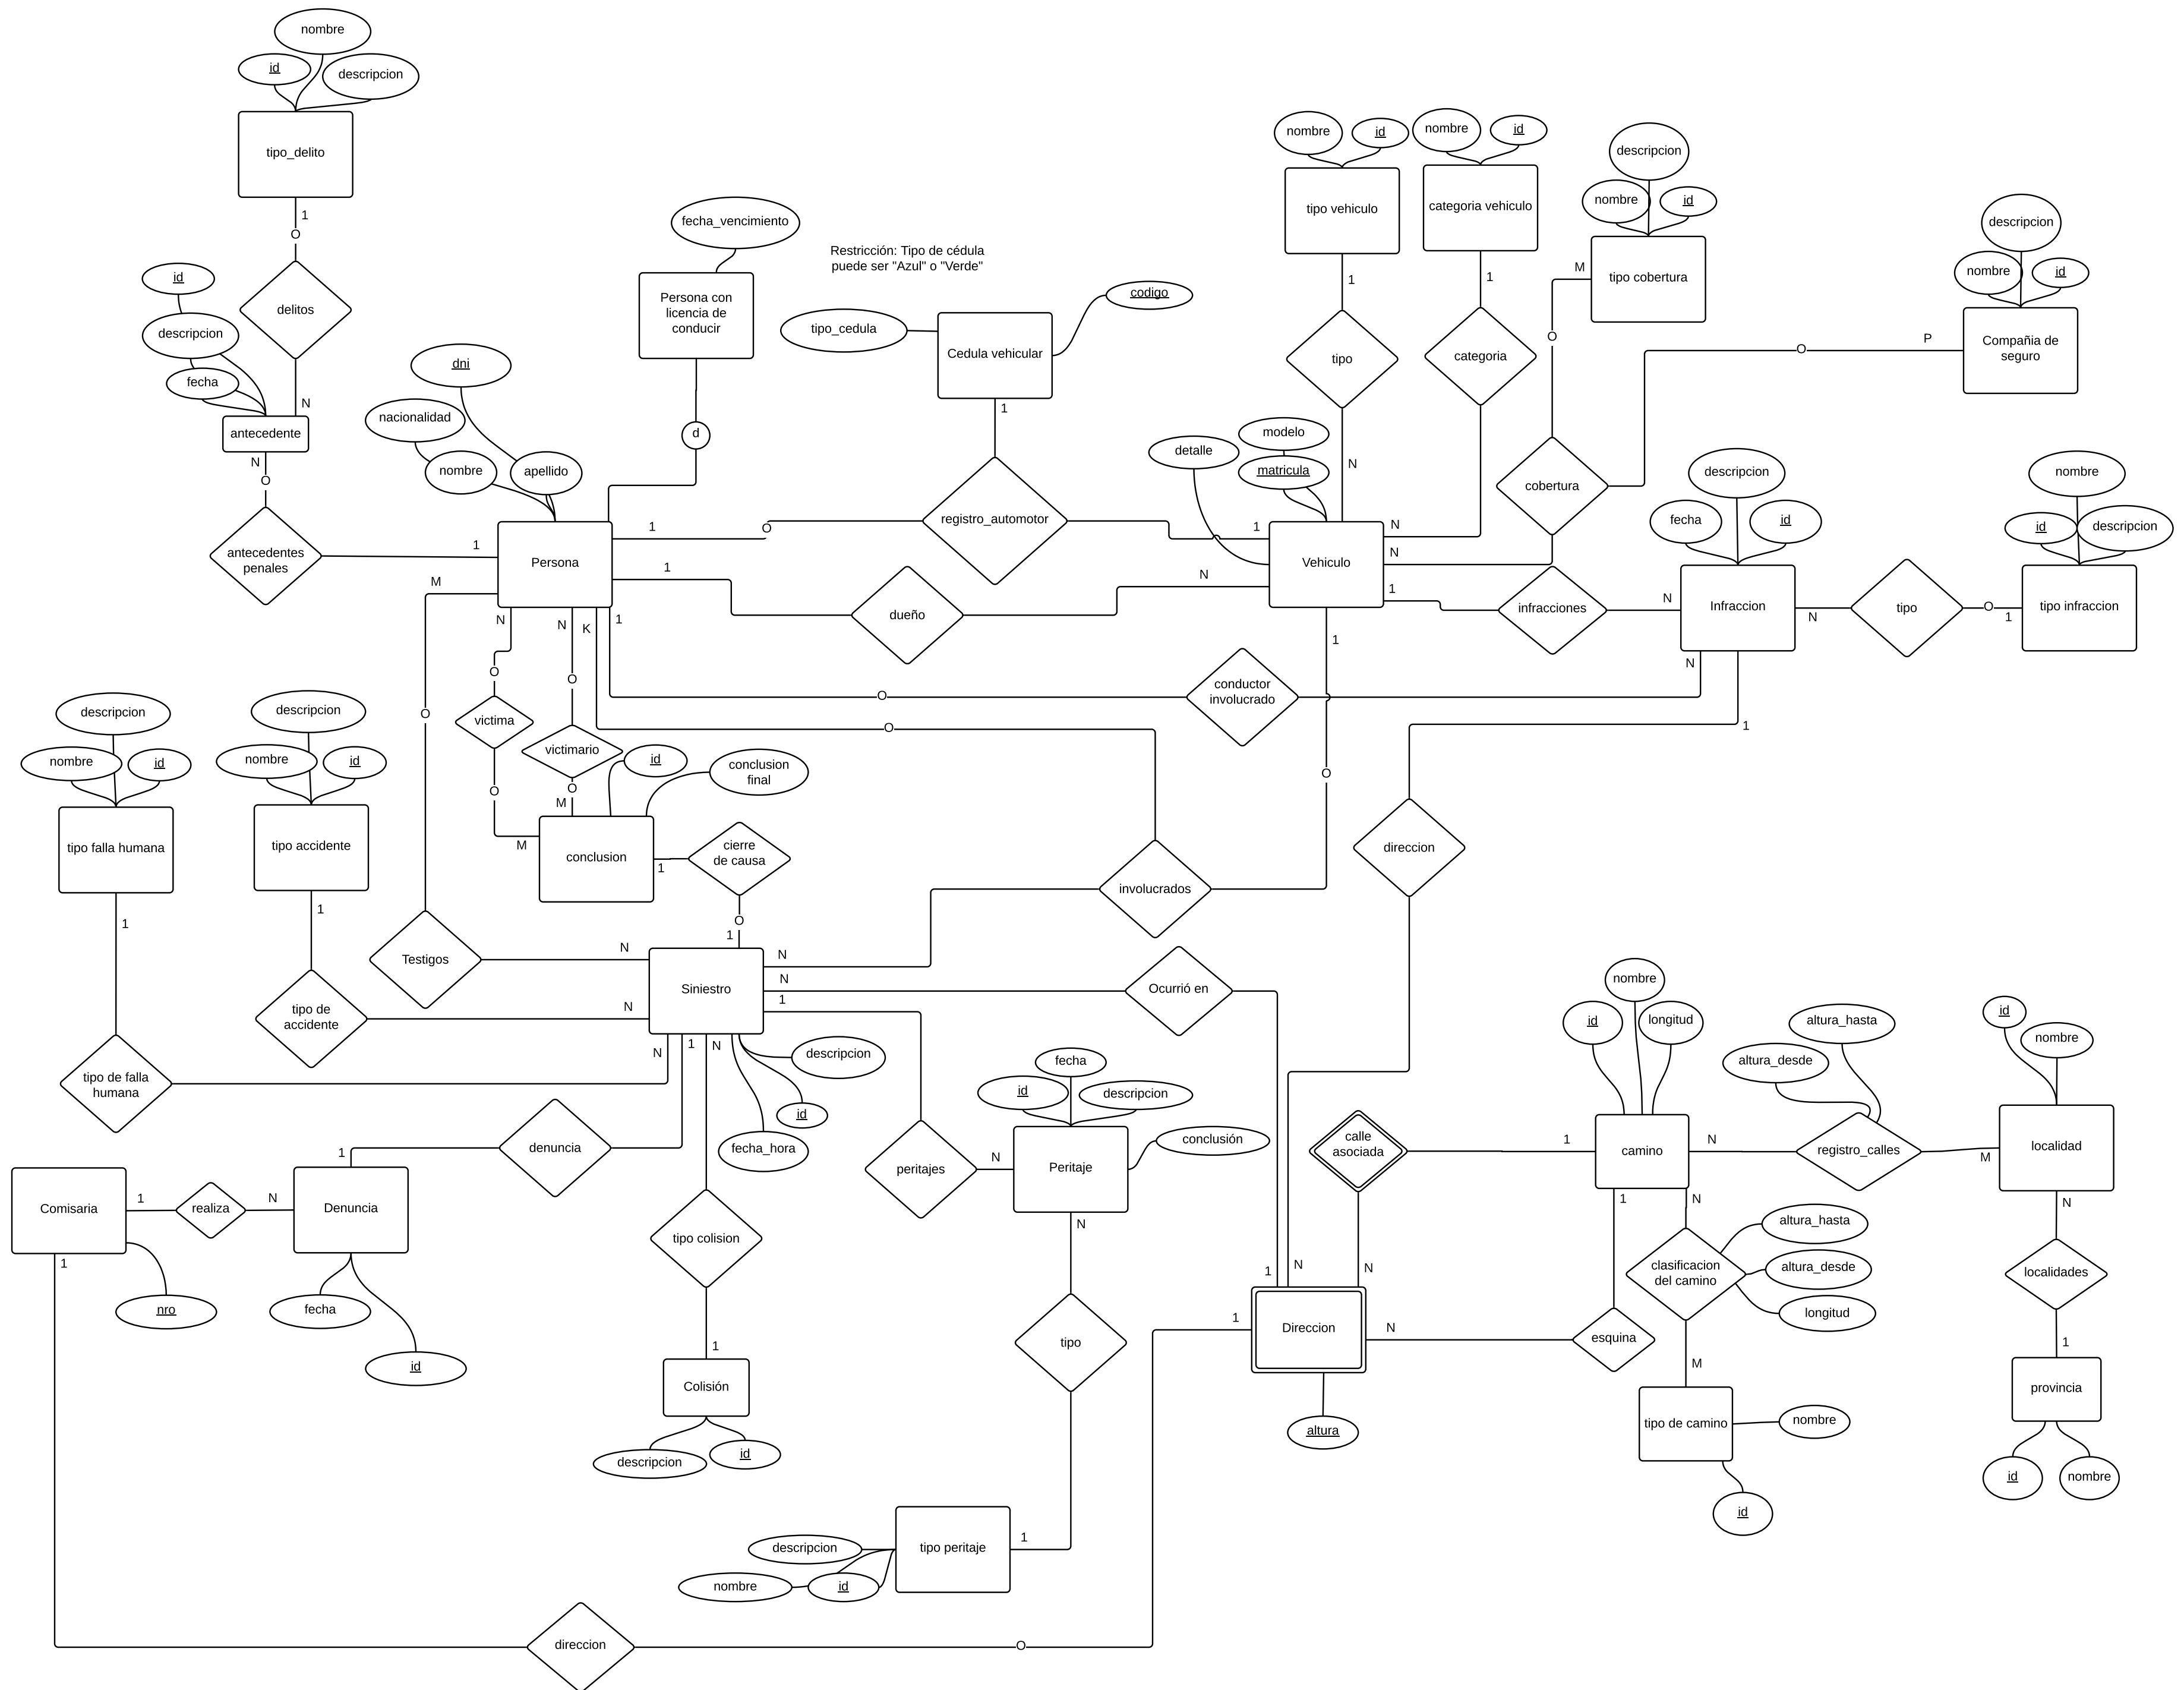 nombre
id
descripcion
tipo_delito
1
O
delitos
N
id
descripcion
fecha
antecedente
N
O
antecedentes
penales
1
dni
nacionalidad
nombre
apellido
fecha_vencimiento
Persona con
licencia de
conducir
d
Restricción: Tipo de cédula
puede ser "Azul" o "Verde"
tipo_cedula
codigo
Cedula vehicular
1
registro_automotor
1
O
1
Persona
1
dueño
N
nombre
id
tipo vehiculo
1
tipo
N
nombre
id
categoria vehiculo
1
categoria
N
descripcion
nombre
id
tipo cobertura
M
O
cobertura
N
O
P
descripcion
nombre
id
Compañia de
seguro
detalle
modelo
matricula
Vehiculo
1
infracciones
N
descripcion
fecha
id
Infraccion
N
tipo
O
1
nombre
id
descripcion
tipo infraccion
M
O
Testigos
N
N
O
victima
O
M
N
O
victimario
O
M
K
O
1
O
conductor
involucrado
N
1
O
involucrados
N
1
direccion
N
id
conclusion
final
conclusion
1
cierre
de causa
O
1
descripcion
nombre
id
tipo falla humana
1
tipo de falla
humana
N
descripcion
nombre
id
tipo accidente
1
tipo de
accidente
N
Siniestro
N
Ocurrió en
1
1
peritajes
N
descripcion
id
fecha_hora
1
denuncia
1
N
tipo colision
1
Colisión
descripcion
id
Comisaria
1
realiza
N
Denuncia
nro
fecha
id
1
direccion
O
1
fecha
id
descripcion
conclusión
Peritaje
N
tipo
1
tipo peritaje
descripcion
nombre
id
calle
asociada
1
N
Direccion
altura
N
esquina
1
nombre
id
longitud
camino
N
registro_calles
M
altura_hasta
altura_desde
N
clasificacion
del camino
altura_hasta
altura_desde
longitud
M
tipo de camino
nombre
id
id
nombre
localidad
N
localidades
1
provincia
id
nombre